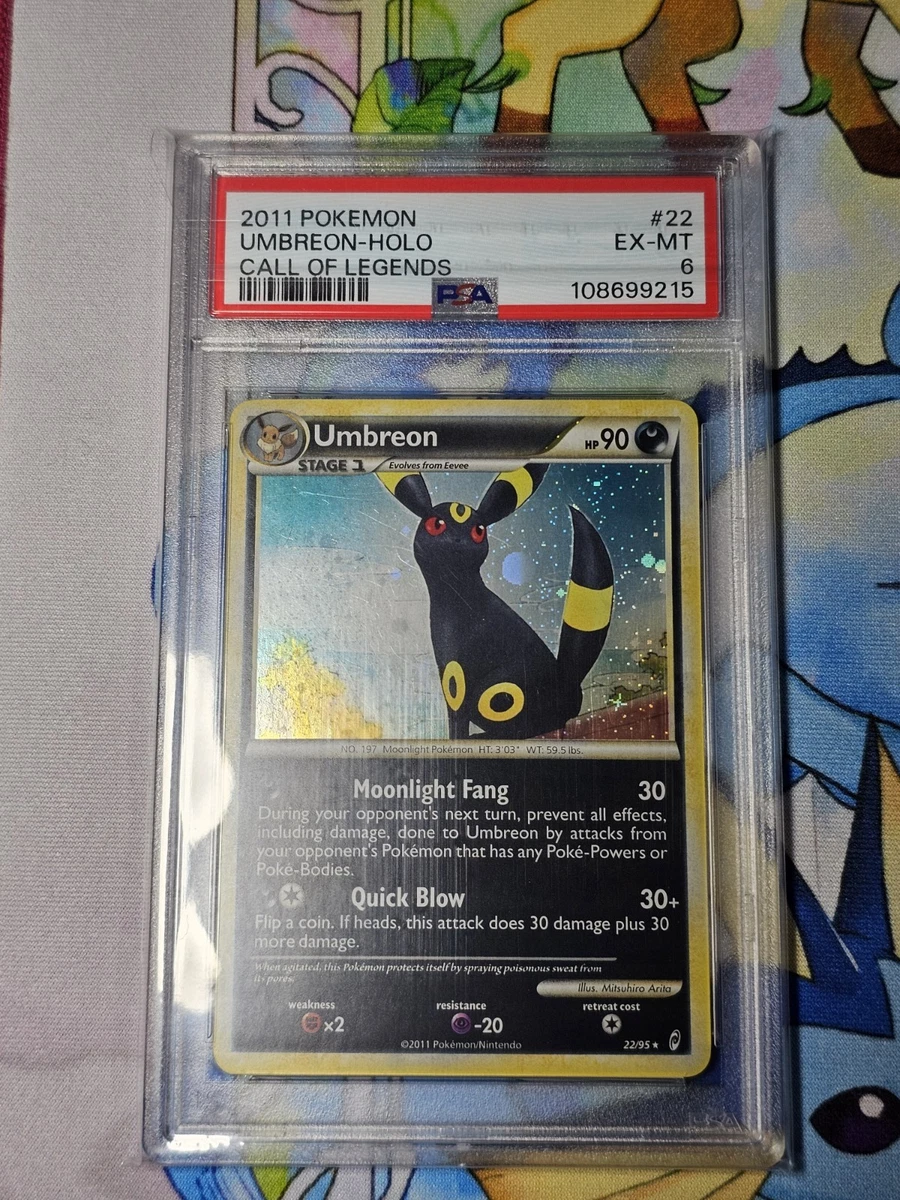 2011 POKEMON #22
UMBREON-HOLO EX-MT
CALL OF LEGENDS 6
PSA 108699215
Umbreon HP 90
STAGE 1 Evolves from Eevee
NO. 197 Moonlight Pokémon HT: 3'03" WT: 59.5 lbs.
Moonlight Fang 30
During your opponent's next turn, prevent all effects,
including damage, done to Umbreon by attacks from
your opponent's Pokémon that has any Poké-Powers or
Poké-Bodies.
Quick Blow 30+
Flip a coin. If heads, this attack does 30 damage plus 30
more damage.
When agitated, this Pokémon protects itself by spraying poisonous sweat from
its pores.
Illus. Mitsuhiro Arita
weakness resistance retreat cost
×2 -20
©2011 Pokémon/Nintendo 22/95 ★